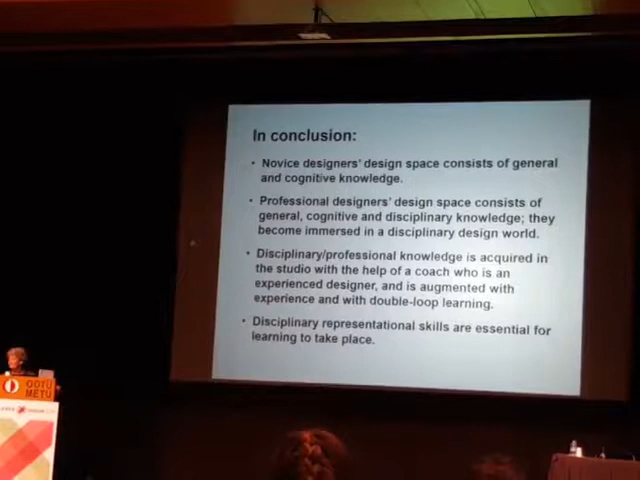 In conclusion:
• Novice designers' design space consists of general
and cognitive knowledge.
• Professional designers' design space consists of
general, cognitive and disciplinary knowledge; they
become immersed in a disciplinary design world.
• Disciplinary/professional knowledge is acquired in
the studio with the help of a coach who is an
experienced designer, and is augmented with
experience and with double-loop learning.
• Disciplinary representational skills are essential for
learning to take place.
ODTÜ
METU